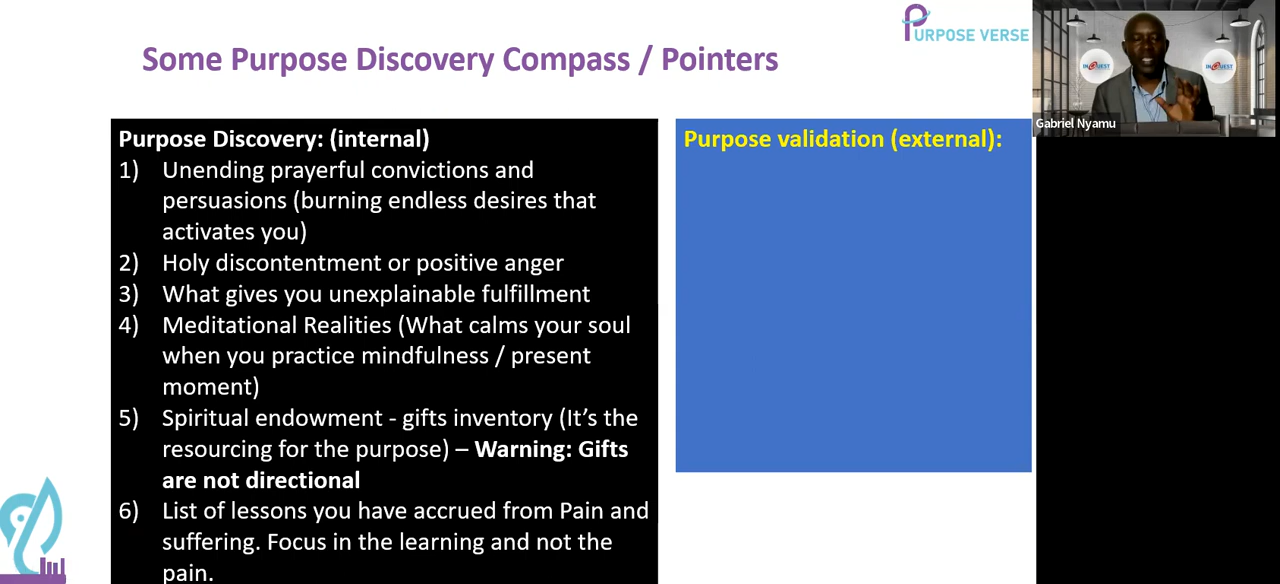 PURPOSE VERSE
Some Purpose Discovery Compass / Pointers
Purpose Discovery: (internal)
1) Unending prayerful convictions and
persuasions (burning endless desires that
activates you)
2) Holy discontentment or positive anger
3) What gives you unexplainable fulfillment
4) Meditational Realities (What calms your soul
when you practice mindfulness / present
moment)
5) Spiritual endowment - gifts inventory (It’s the
resourcing for the purpose) – Warning: Gifts
are not directional
6) List of lessons you have accrued from Pain and
suffering. Focus in the learning and not the
pain.
Purpose validation (external):
INQUEST
INQUEST
Gabriel Nyamu